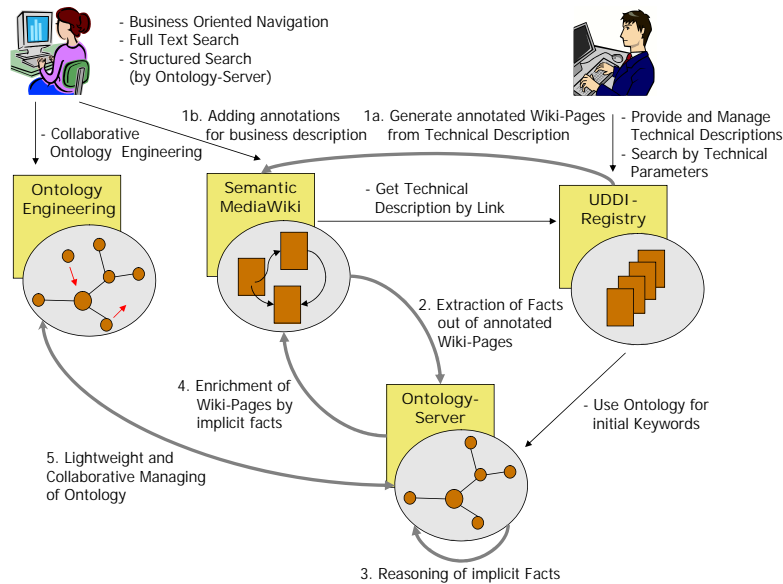 - Business Oriented Navigation
- Full Text Search
- Structured Search
(by Ontology-Server)
1b. Adding annotations
for business description
1a. Generate annotated Wiki-Pages
from Technical Description
- Provide and Manage
Technical Descriptions
- Search by Technical
Parameters
- Collaborative
Ontology Engineering
Ontology
Engineering
Semantic
MediaWiki
- Get Technical
Description by Link
UDDI-
Registry
2. Extraction of Facts
out of annotated
Wiki-Pages
4. Enrichment of
Wiki-Pages by
implicit facts
Ontology-
Server
- Use Ontology for
initial Keywords
5. Lightweight and
Collaborative Managing
of Ontology
3. Reasoning of implicit Facts